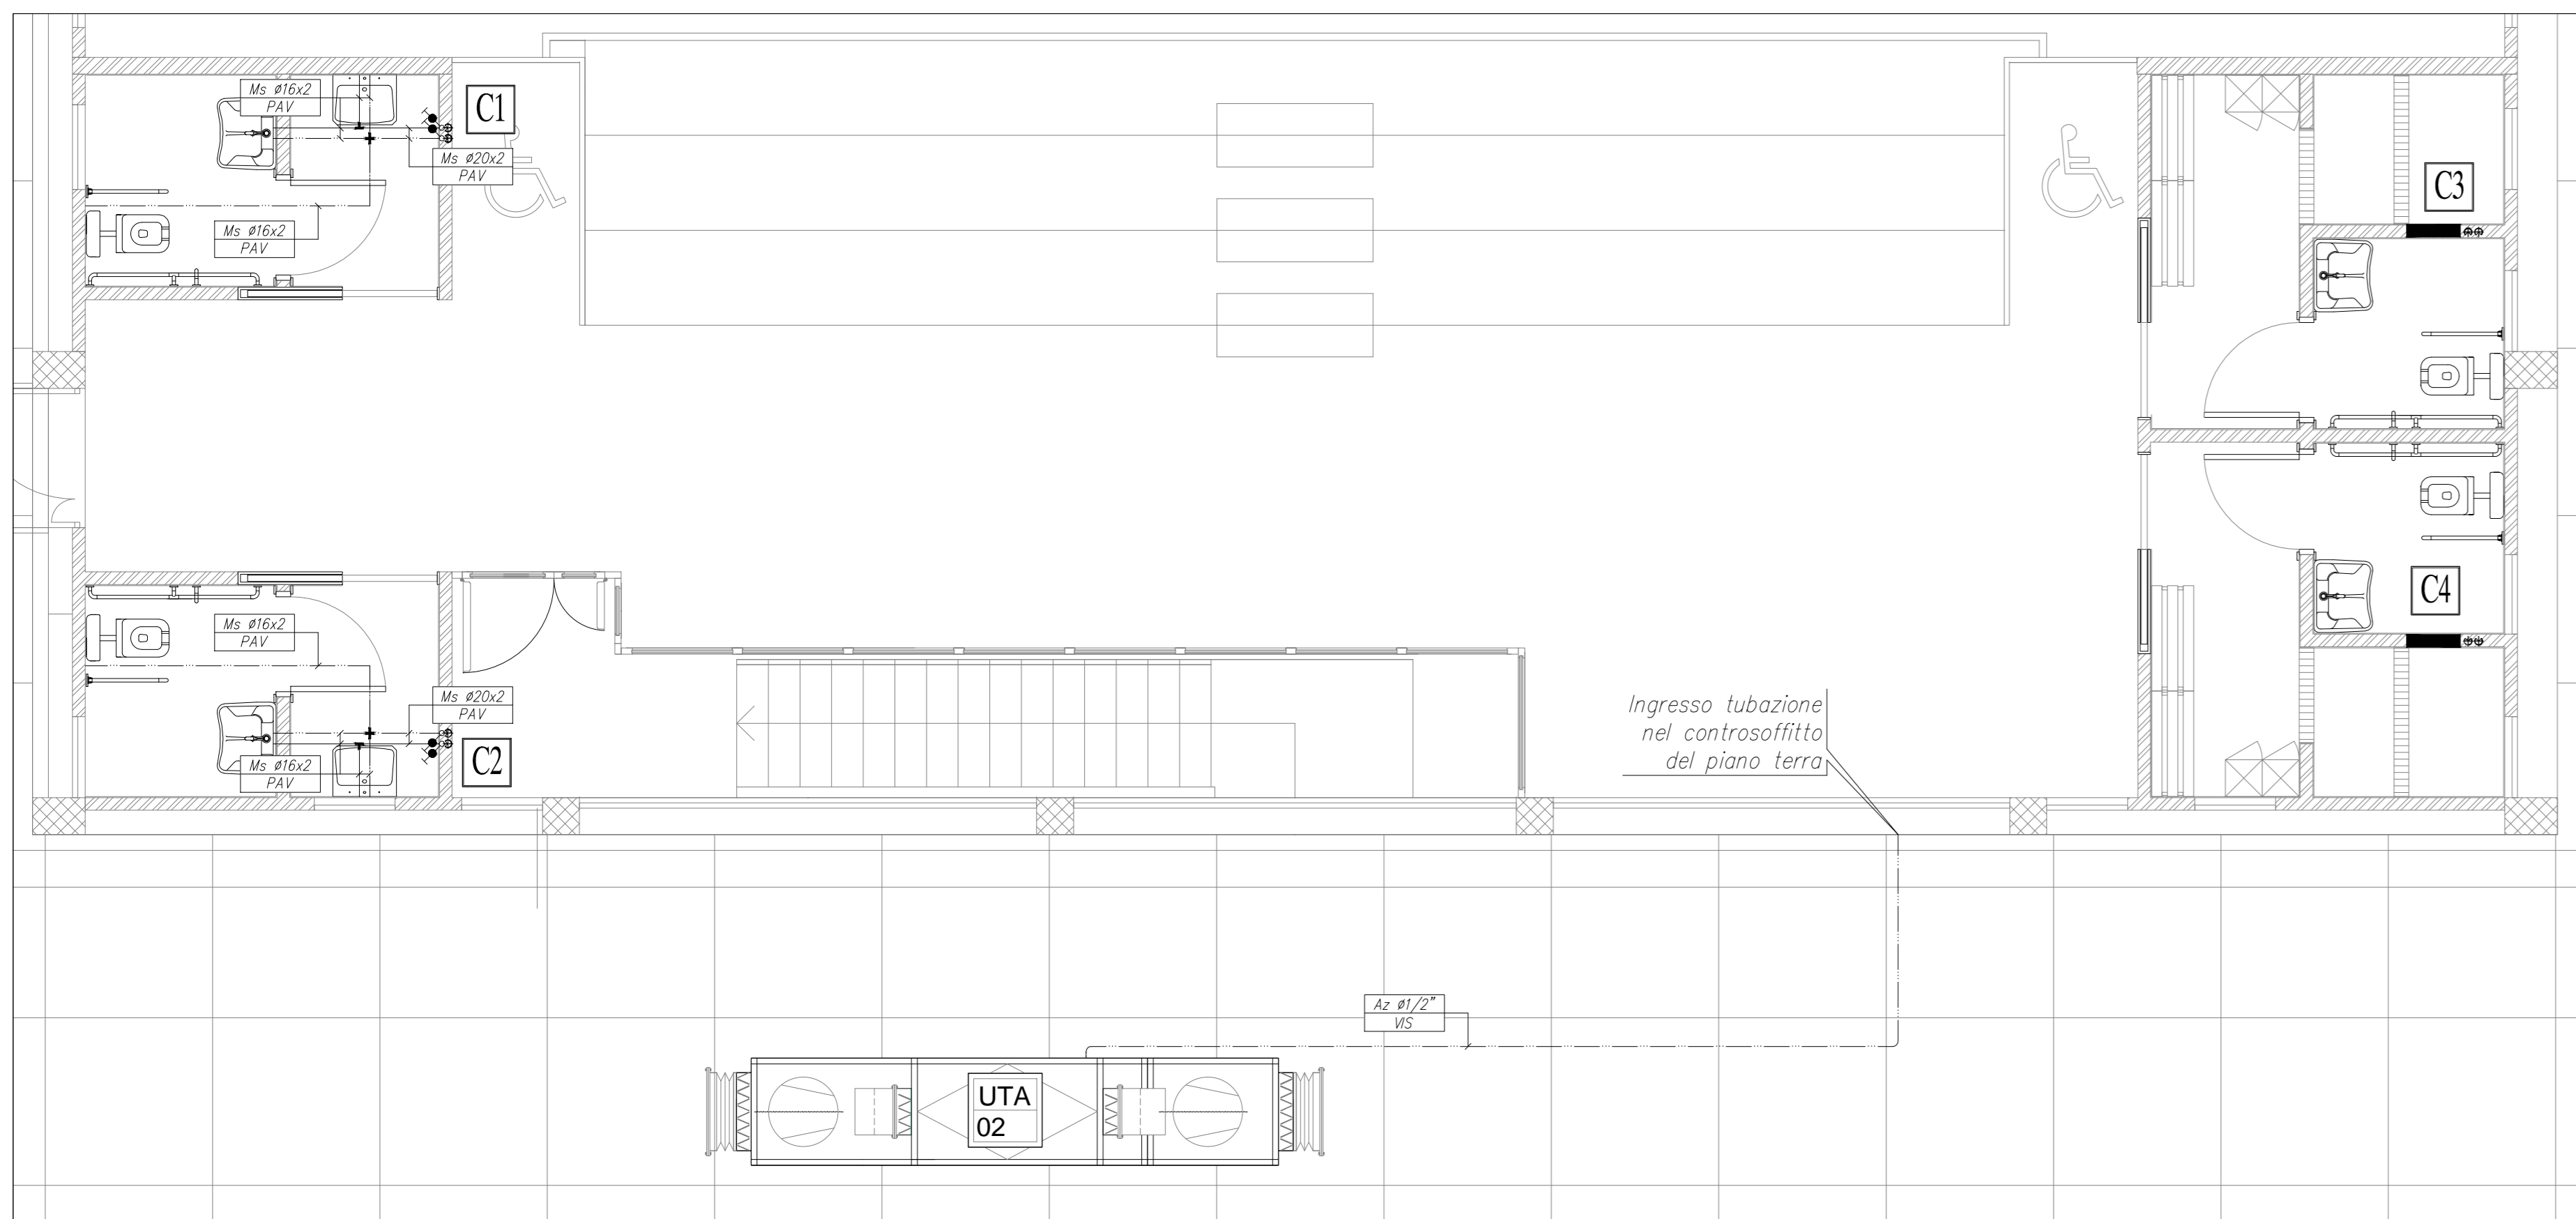 Ms ø16x2
PAV
C1
Ms ø20x2
PAV
Ms ø16x2
PAV
C3
Ms ø16x2
PAV
C4
Ms ø20x2
PAV
Ms ø16x2
PAV
C2
Ingresso tubazione
nel controsoffitto
del piano terra
Az ø1/2"
VIS
UTA
02